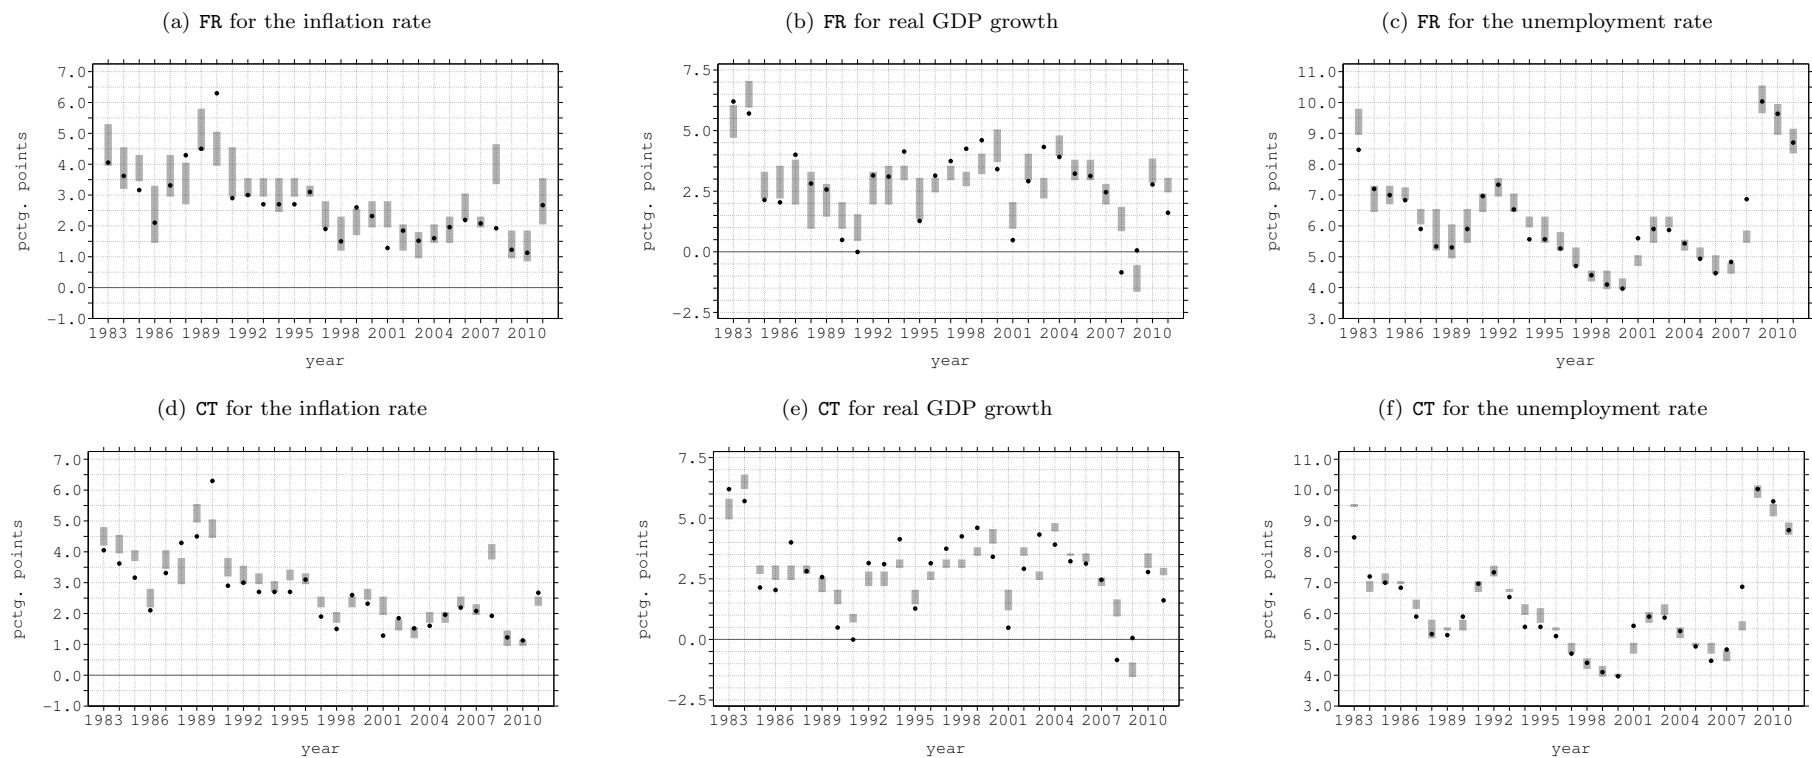 (a) FR for the inflation rate
(b) FR for real GDP growth
(c) FR for the unemployment rate
7.0
6.0
5.0
4.0
3.0
2.0
1.0
0.0
-1.0
pctg. points
1983 1986 1989 1992 1995 1998 2001 2004 2007 2010
year
7.5
5.0
2.5
0.0
-2.5
pctg. points
1983 1986 1989 1992 1995 1998 2001 2004 2007 2010
year
11.0
10.0
9.0
8.0
7.0
6.0
5.0
4.0
3.0
pctg. points
1983 1986 1989 1992 1995 1998 2001 2004 2007 2010
year
(d) CT for the inflation rate
(e) CT for real GDP growth
(f) CT for the unemployment rate
7.0
6.0
5.0
4.0
3.0
2.0
1.0
0.0
-1.0
pctg. points
1983 1986 1989 1992 1995 1998 2001 2004 2007 2010
year
7.5
5.0
2.5
0.0
-2.5
pctg. points
1983 1986 1989 1992 1995 1998 2001 2004 2007 2010
year
11.0
10.0
9.0
8.0
7.0
6.0
5.0
4.0
3.0
pctg. points
1983 1986 1989 1992 1995 1998 2001 2004 2007 2010
year